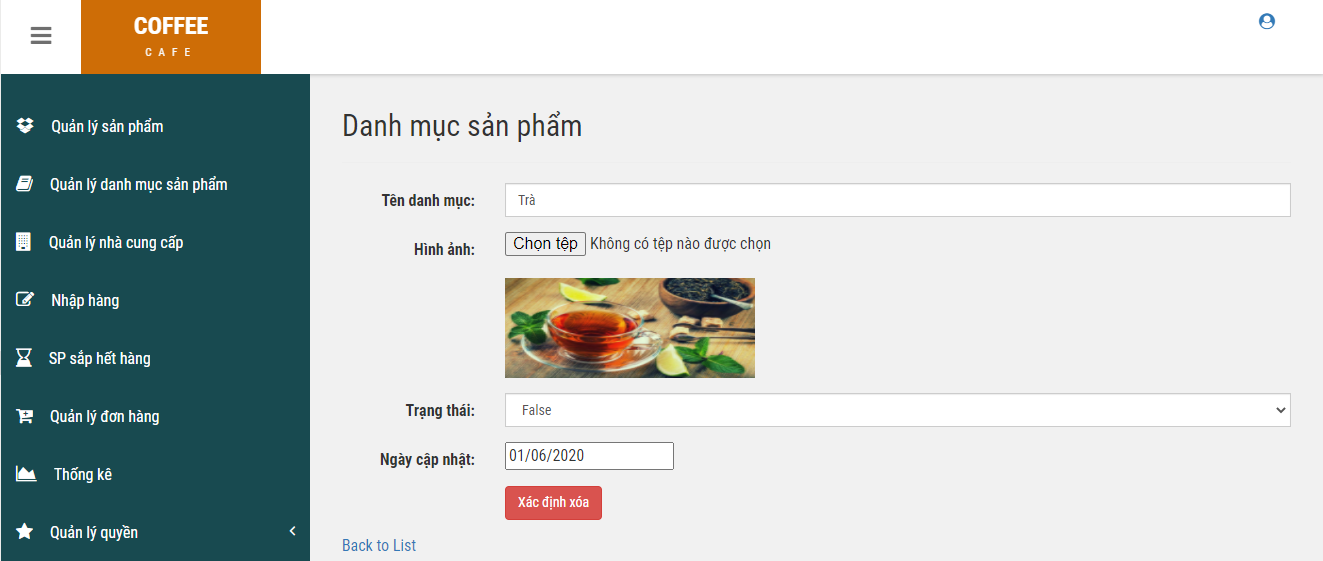 COFFEE
CAFE
Quản lý sản phẩm
Quản lý danh mục sản phẩm
Quản lý nhà cung cấp
Nhập hàng
SP sắp hết hàng
Quản lý đơn hàng
Thống kê
Quản lý quyền
Danh mục sản phẩm
Tên danh mục: Trà
Hình ảnh: Chọn tệp Không có tệp nào được chọn
Trạng thái: False
Ngày cập nhật: 01/06/2020
Xác định xóa
Back to List